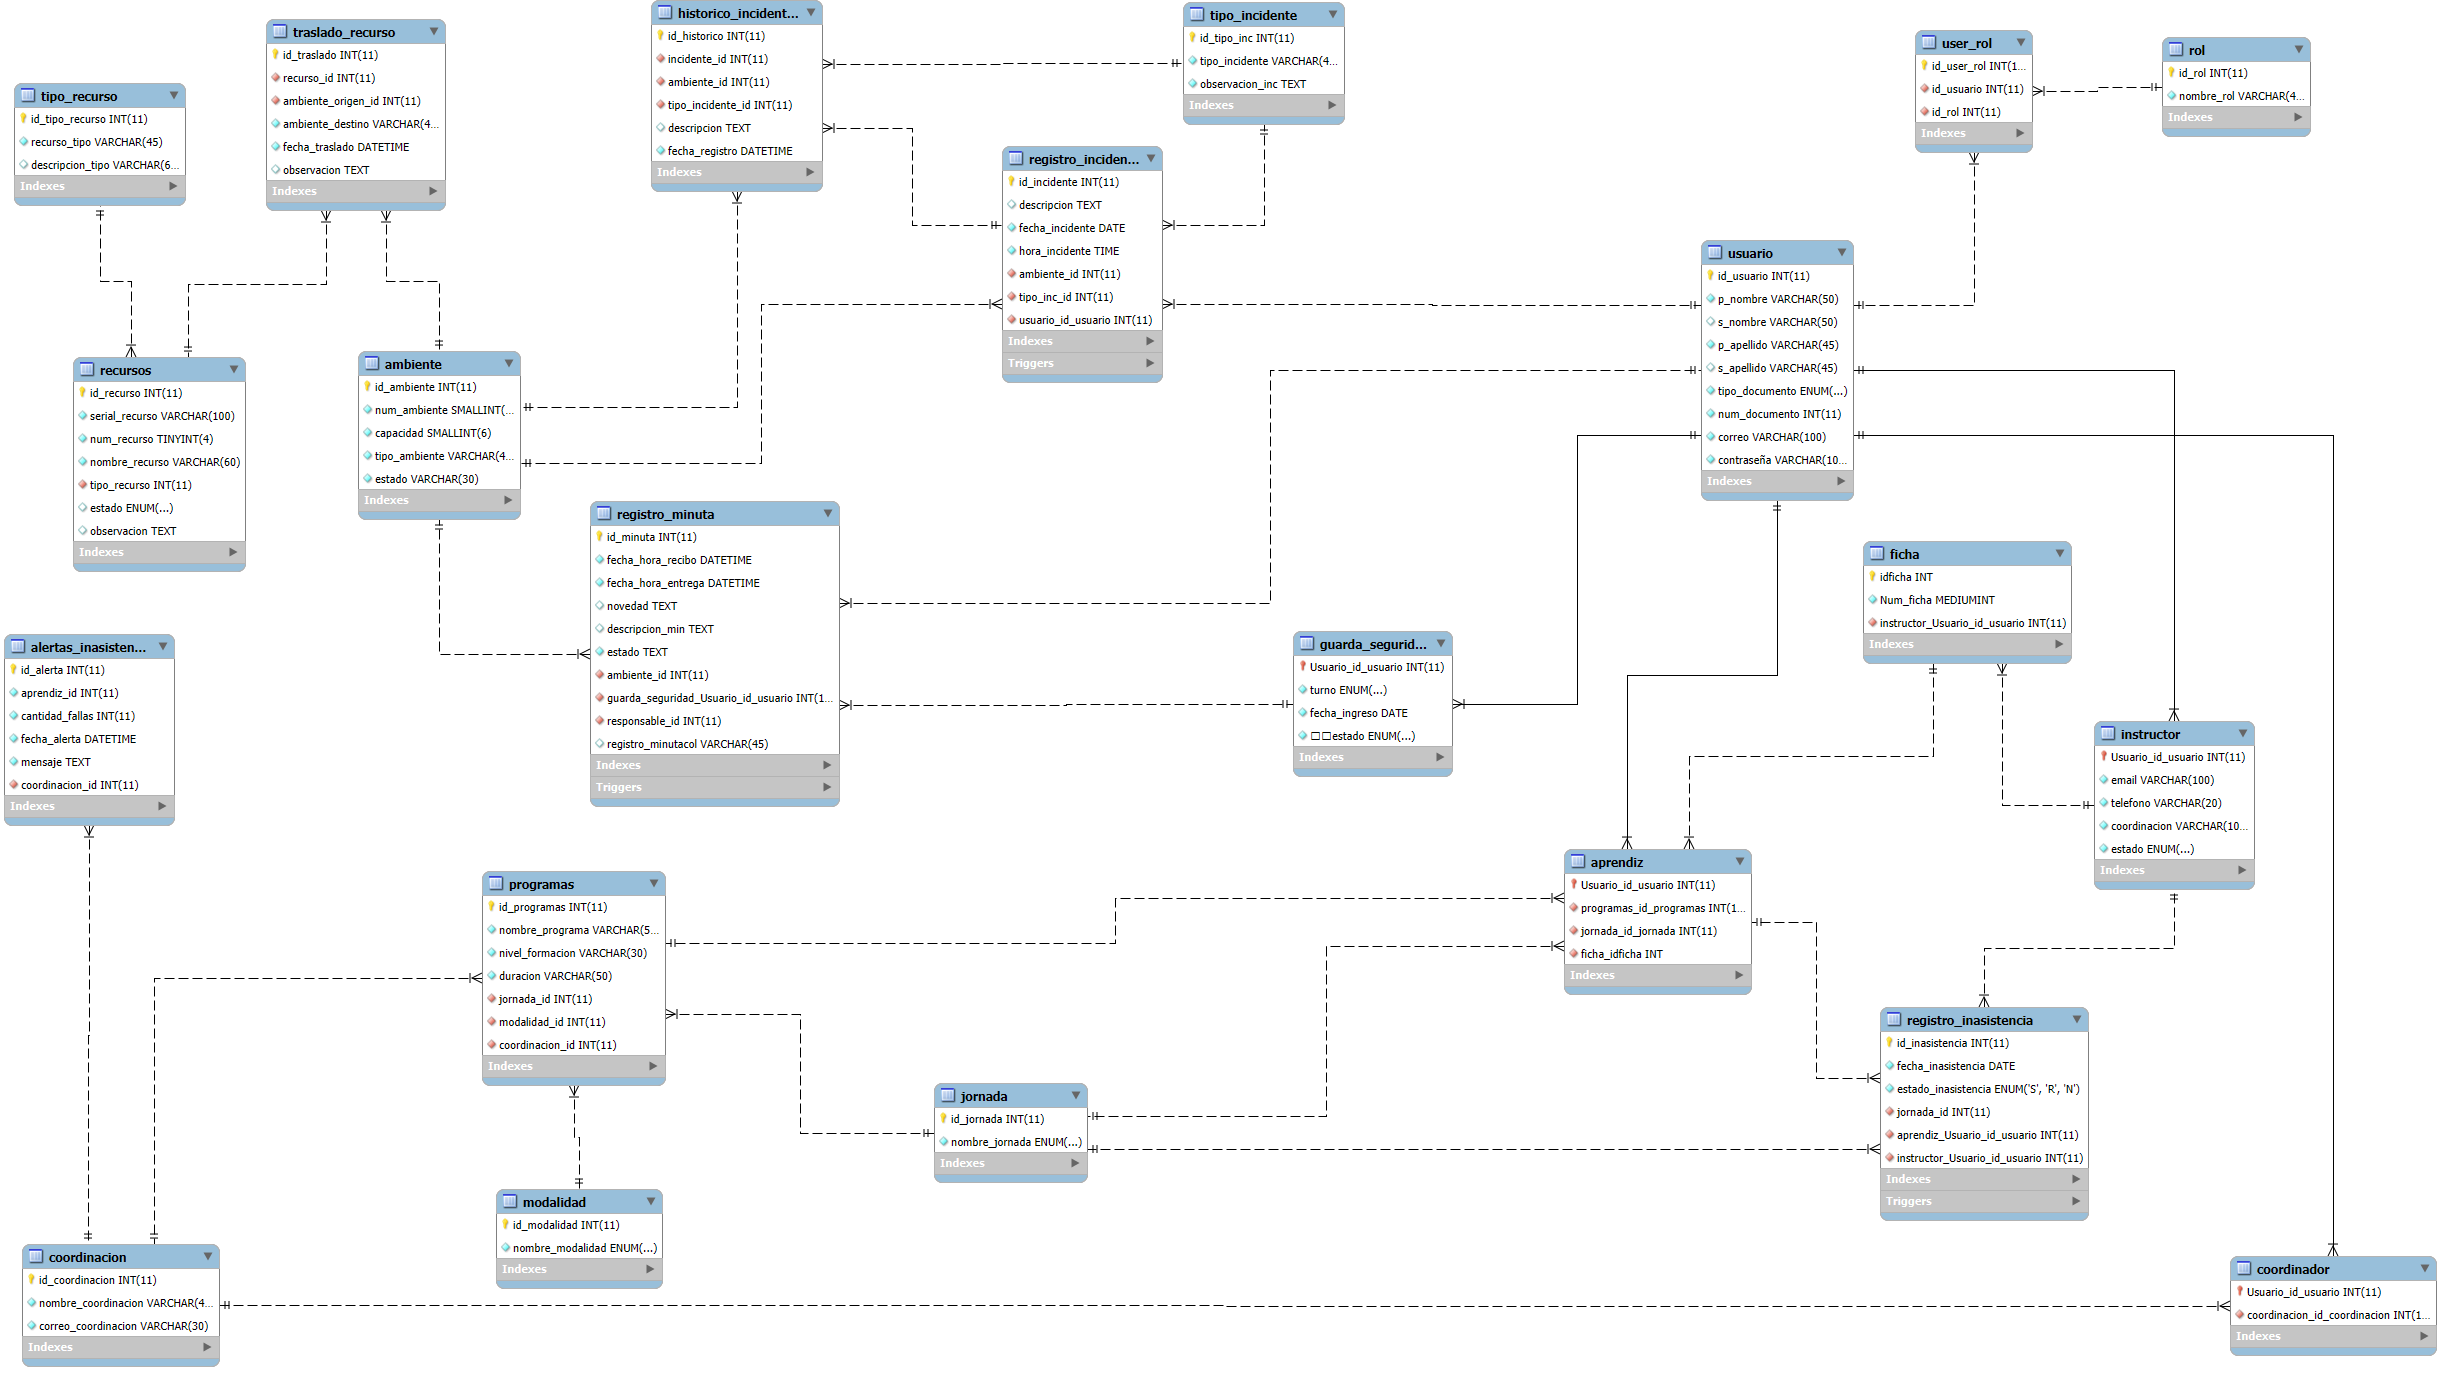 tipo_recurso
id_tipo_recurso INT(11)
recurso_tipo VARCHAR(45)
descripcion_tipo VARCHAR(6...
Indexes
traslado_recurso
id_traslado INT(11)
recurso_id INT(11)
ambiente_origen_id INT(11)
ambiente_destino VARCHAR(4...
fecha_traslado DATETIME
observacion TEXT
Indexes
historico_incident...
id_historico INT(11)
incidente_id INT(11)
ambiente_id INT(11)
tipo_incidente_id INT(11)
descripcion TEXT
fecha_registro DATETIME
Indexes
tipo_incidente
id_tipo_inc INT(11)
tipo_incidente VARCHAR(4...
observacion_inc TEXT
Indexes
registro_inciden...
id_incidente INT(11)
descripcion TEXT
fecha_incidente DATE
hora_incidente TIME
ambiente_id INT(11)
tipo_inc_id INT(11)
usuario_id_usuario INT(11)
Indexes
Triggers
user_rol
id_user_rol INT(1...
id_usuario INT(11)
id_rol INT(11)
Indexes
rol
id_rol INT(11)
nombre_rol VARCHAR(4...
Indexes
usuario
id_usuario INT(11)
p_nombre VARCHAR(50)
s_nombre VARCHAR(50)
p_apellido VARCHAR(45)
s_apellido VARCHAR(45)
tipo_documento ENUM(...)
num_documento INT(11)
correo VARCHAR(100)
contraseña VARCHAR(10...
Indexes
recursos
id_recurso INT(11)
serial_recurso VARCHAR(100)
num_recurso TINYINT(4)
nombre_recurso VARCHAR(60)
tipo_recurso INT(11)
estado ENUM(...)
observacion TEXT
Indexes
ambiente
id_ambiente INT(11)
num_ambiente SMALLINT(...
capacidad SMALLINT(6)
tipo_ambiente VARCHAR(4...
estado VARCHAR(30)
Indexes
registro_minuta
id_minuta INT(11)
fecha_hora_recibo DATETIME
fecha_hora_entrega DATETIME
novedad TEXT
descripcion_min TEXT
estado TEXT
ambiente_id INT(11)
guarda_seguridad_Usuario_id_usuario INT(1...
responsable_id INT(11)
registro_minutacol VARCHAR(45)
Indexes
Triggers
guarda_segurid...
Usuario_id_usuario INT(11)
turno ENUM(...)
fecha_ingreso DATE
□□estado ENUM(...)
Indexes
ficha
idficha INT
Num_ficha MEDIUMINT
instructor_Usuario_id_usuario INT(11)
Indexes
instructor
Usuario_id_usuario INT(11)
email VARCHAR(100)
telefono VARCHAR(20)
coordinacion VARCHAR(10...
estado ENUM(...)
Indexes
alertas_inasisten...
id_alerta INT(11)
aprendiz_id INT(11)
cantidad_fallas INT(11)
fecha_alerta DATETIME
mensaje TEXT
coordinacion_id INT(11)
Indexes
programas
id_programas INT(11)
nombre_programa VARCHAR(5...
nivel_formacion VARCHAR(30)
duracion VARCHAR(50)
jornada_id INT(11)
modalidad_id INT(11)
coordinacion_id INT(11)
Indexes
aprendiz
Usuario_id_usuario INT(11)
programas_id_programas INT(1...
jornada_id_jornada INT(11)
ficha_idficha INT
Indexes
registro_inasistencia
id_inasistencia INT(11)
fecha_inasistencia DATE
estado_inasistencia ENUM('S', 'R', 'N')
jornada_id INT(11)
aprendiz_Usuario_id_usuario INT(11)
instructor_Usuario_id_usuario INT(11)
Indexes
Triggers
jornada
id_jornada INT(11)
nombre_jornada ENUM(...)
Indexes
modalidad
id_modalidad INT(11)
nombre_modalidad ENUM(...)
Indexes
coordinacion
id_coordinacion INT(11)
nombre_coordinacion VARCHAR(4...
correo_coordinacion VARCHAR(30)
Indexes
coordinador
Usuario_id_usuario INT(11)
coordinacion_id_coordinacion INT(1...
Indexes